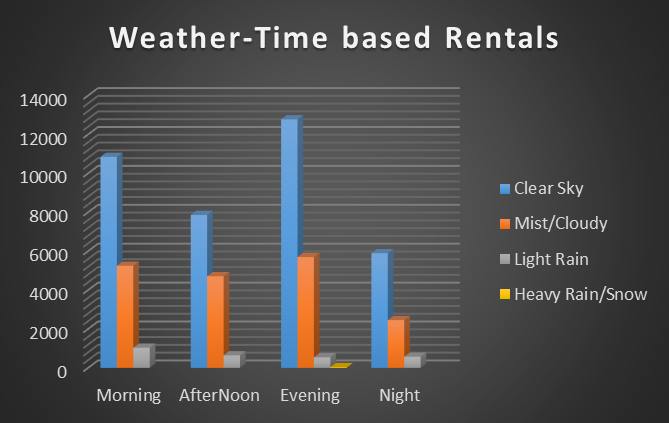 Weather-Time based Rentals
14000
12000
10000
8000
6000
4000
2000
0
Morning AfterNoon Evening Night
Clear Sky
Mist/Cloudy
Light Rain
Heavy Rain/Snow